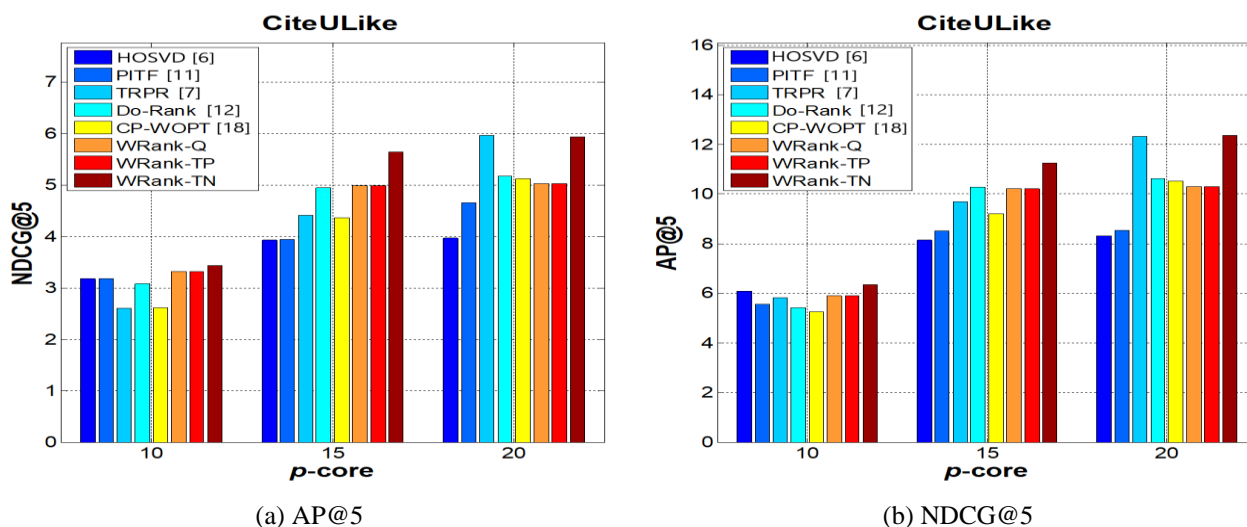 CiteULike
HOSVD [6]
PITF [11]
TRPR [7]
Do-Rank [12]
CP-WOPT [18]
WRank-Q
WRank-TP
WRank-TN
7
6
5
4
3
2
1
0
NDCG@5
10 15 20
p-core
(a) AP@5
CiteULike
HOSVD [6]
PITF [11]
TRPR [7]
Do-Rank [12]
CP-WOPT [18]
WRank-Q
WRank-TP
WRank-TN
16
14
12
10
8
6
4
2
0
AP@5
10 15 20
p-core
(b) NDCG@5